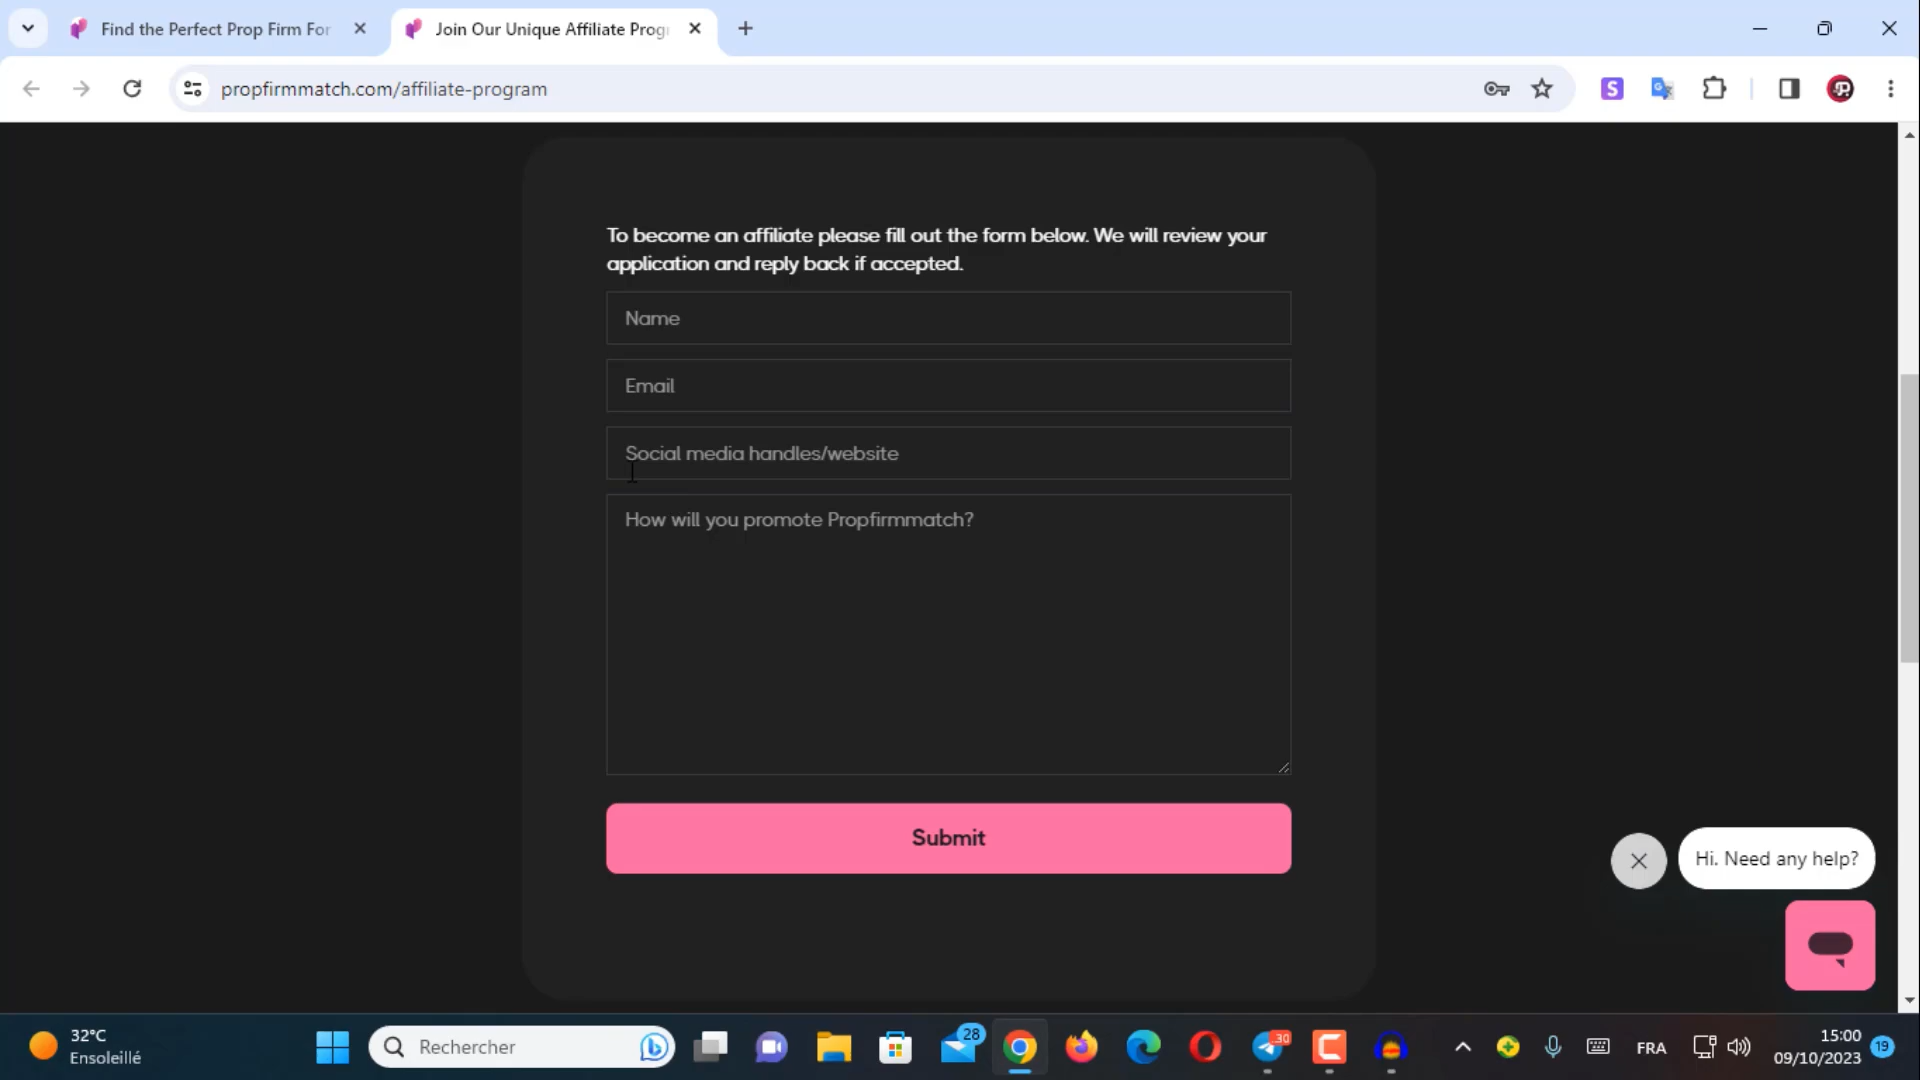 Find the Perfect Prop Firm For
Join Our Unique Affiliate Prog
propfirmmatch.com/affiliate-program
S
To become an affiliate please fill out the form below. We will review your
application and reply back if accepted.
Name
Email
Social media handles/website
How will you promote Propfirmmatch?
Submit
Hi. Need any help?
32°C
Ensoleillé
Rechercher
28
30
FRA
15:00
09/10/2023
19